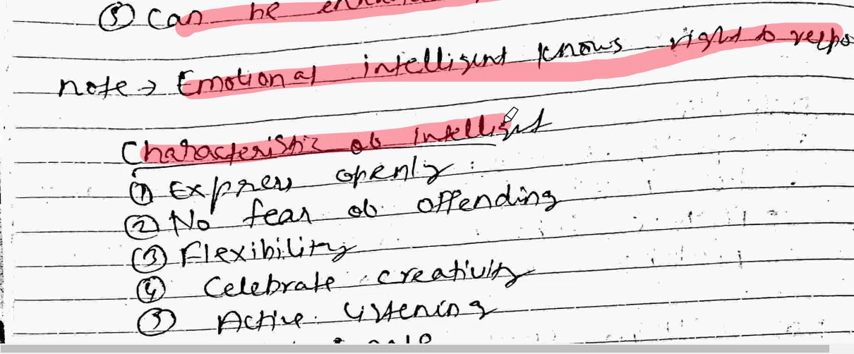 ⑤ Can be
note → Emotional intelligent knows right to respo
Characteristic of intelligent
① Express openly :
② No fear of offending
③ Flexibility
④ Celebrate creativity
⑤ Active listening